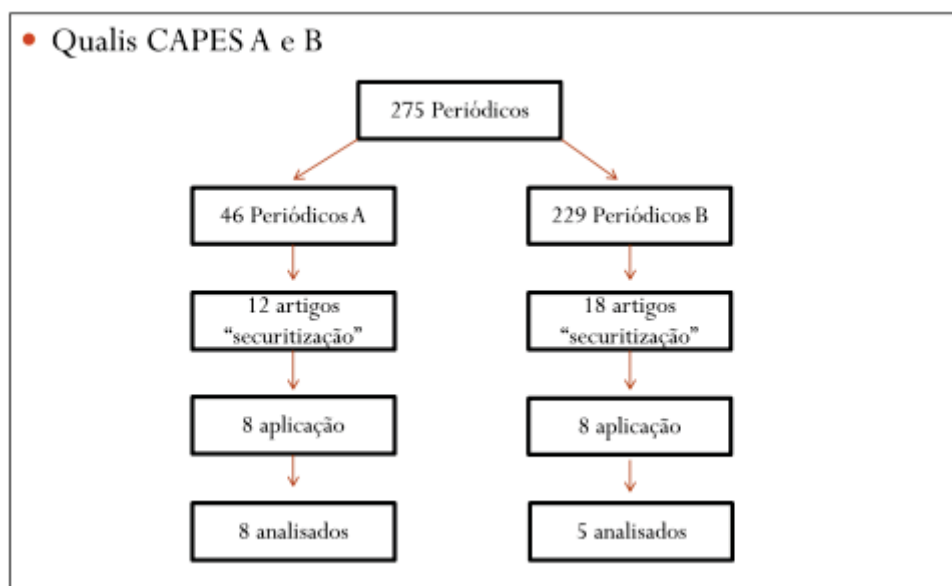 • Qualis CAPES A e B
275 Periódicos
46 Periódicos A
229 Periódicos B
12 artigos
“securitização”
18 artigos
“securitização”
8 aplicação
8 aplicação
8 analisados
5 analisados